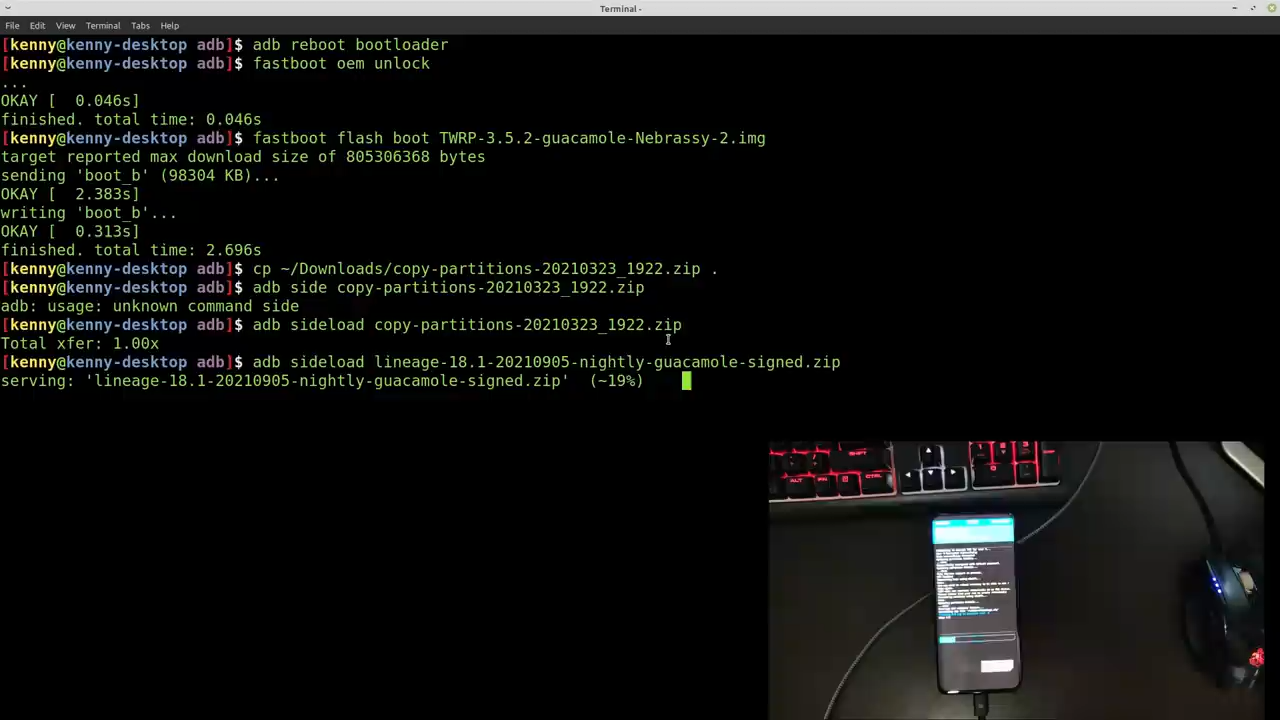 Terminal -
File Edit View Terminal Tabs Help
[kenny@kenny-desktop adb]$ adb reboot bootloader
[kenny@kenny-desktop adb]$ fastboot oem unlock
...
OKAY [  0.046s]
finished. total time: 0.046s
[kenny@kenny-desktop adb]$ fastboot flash boot TWRP-3.5.2-guacamole-Nebrassy-2.img
target reported max download size of 805306368 bytes
sending 'boot_b' (98304 KB)...
OKAY [  2.383s]
writing 'boot_b'...
OKAY [  0.313s]
finished. total time: 2.696s
[kenny@kenny-desktop adb]$ cp ~/Downloads/copy-partitions-20210323_1922.zip .
[kenny@kenny-desktop adb]$ adb side copy-partitions-20210323_1922.zip
adb: usage: unknown command side
[kenny@kenny-desktop adb]$ adb sideload copy-partitions-20210323_1922.zip
Total xfer: 1.00x
[kenny@kenny-desktop adb]$ adb sideload lineage-18.1-20210905-nightly-guacamole-signed.zip
serving: 'lineage-18.1-20210905-nightly-guacamole-signed.zip'  (~19%)
SHIFT
ALT FN CTRL